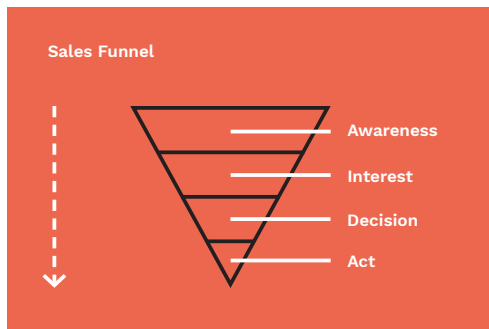 Sales Funnel
Awareness
Interest
Decision
Act